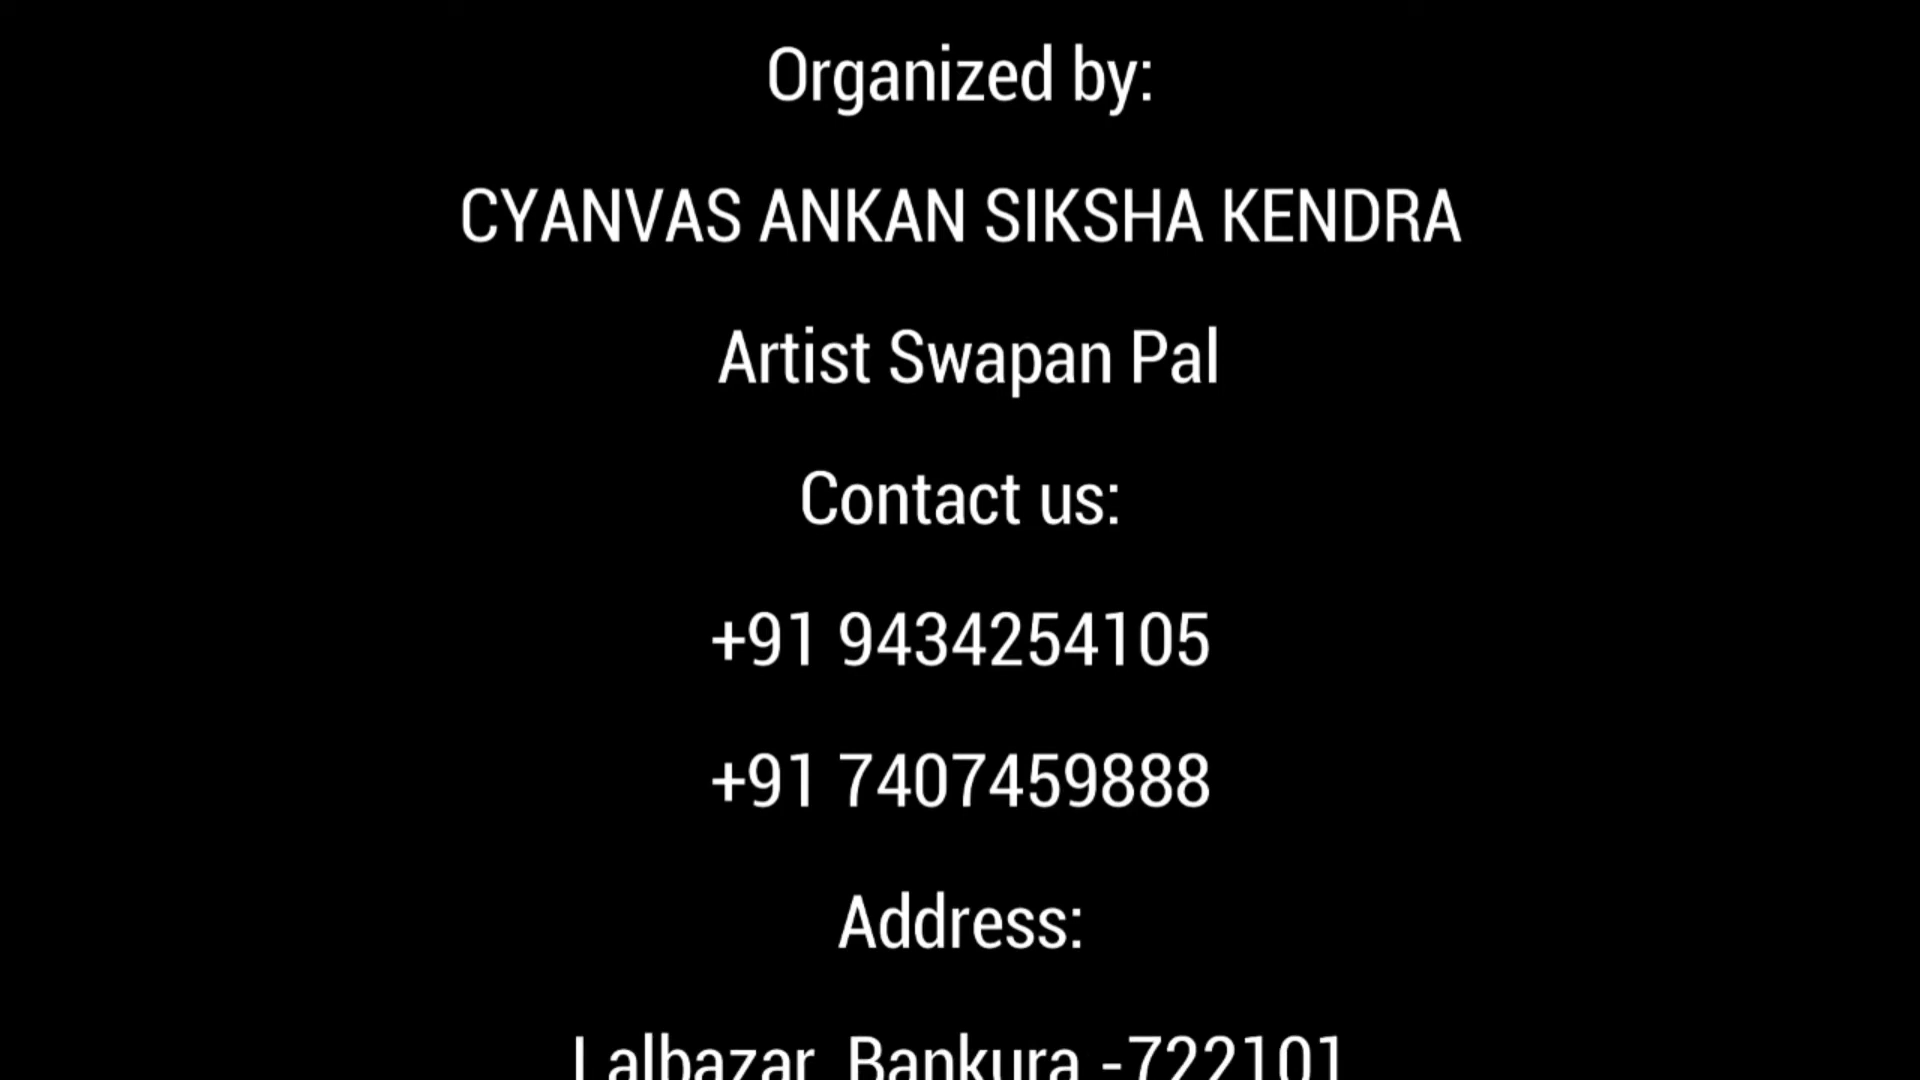 Organized by:
CYANVAS ANKAN SIKSHA KENDRA
Artist Swapan Pal
Contact us:
+91 9434254105
+91 7407459888
Address:
Lalbazar, Bankura -722101